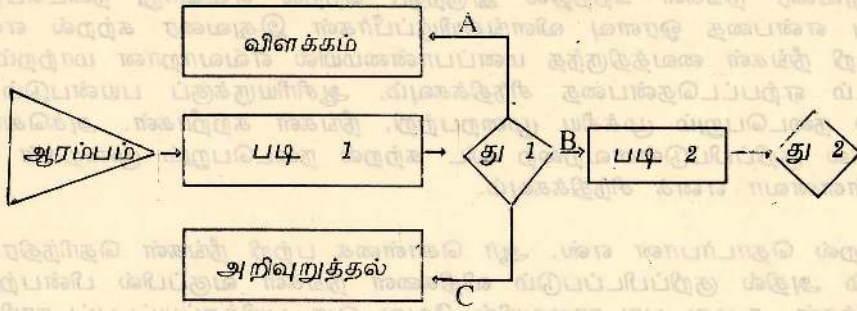 A
விளக்கம்
ஆரம்பம்
படி 1
து 1
B
படி 2
து 2
அறிவுறுத்தல்
C